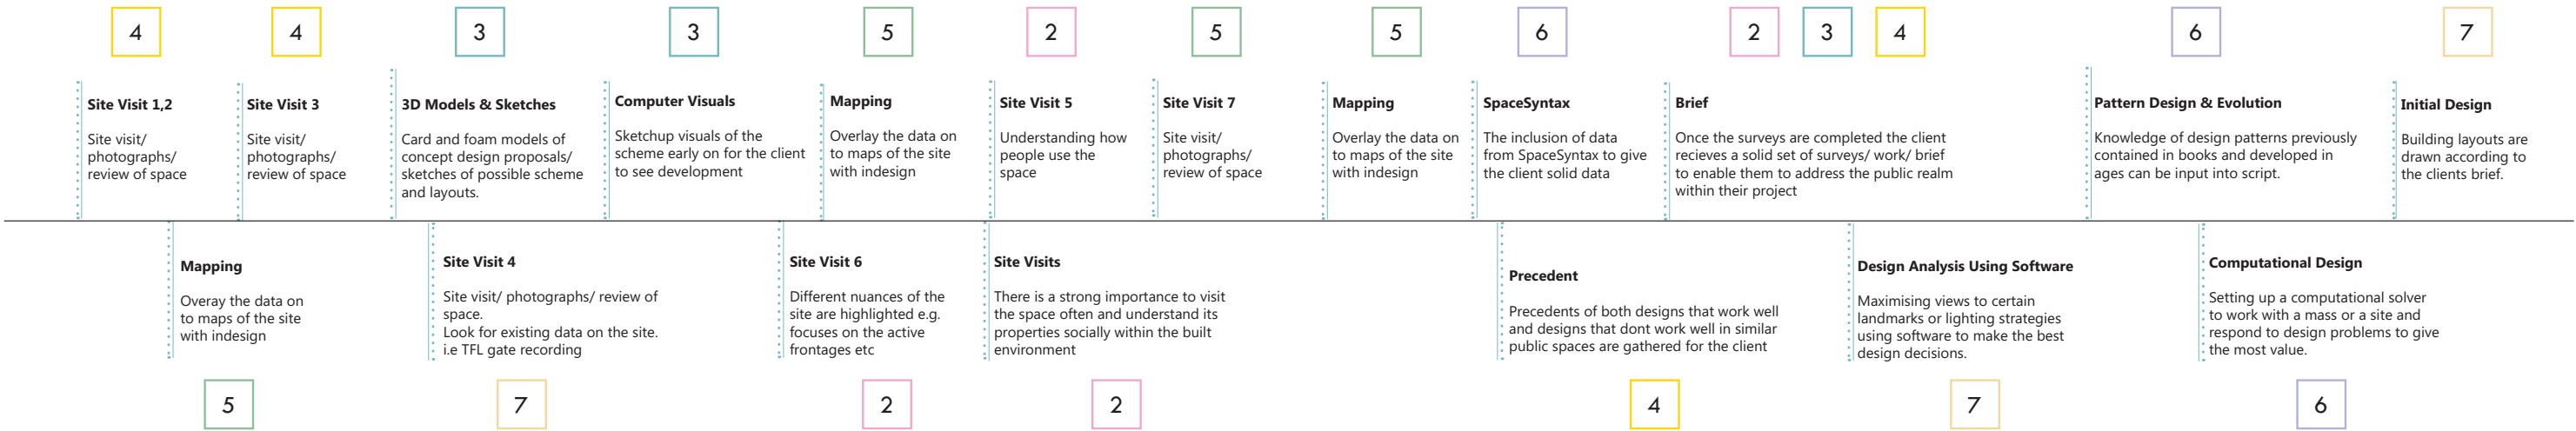 4
4
3
3
5
2
5
5
6
2
3
4
6
7
Site Visit 1,2
Site visit/
photographs/
review of space
Site Visit 3
Site visit/
photographs/
review of space
3D Models & Sketches
Card and foam models of
concept design proposals/
sketches of possible scheme
and layouts.
Computer Visuals
Sketchup visuals of the
scheme early on for the client
to see development
Mapping
Overlay the data on
to maps of the site
with indesign
Site Visit 5
Understanding how
people use the
space
Site Visit 7
Site visit/
photographs/
review of space
Mapping
Overlay the data on
to maps of the site
with indesign
SpaceSyntax
The inclusion of data
from SpaceSyntax to give
the client solid data
Brief
Once the surveys are completed the client
recieves a solid set of surveys/ work/ brief
to enable them to address the public realm
within their project
Pattern Design & Evolution
Knowledge of design patterns previously
contained in books and developed in
ages can be input into script.
Initial Design
Building layouts are
drawn according to
the clients brief.
Mapping
Overay the data on
to maps of the site
with indesign
Site Visit 4
Site visit/ photographs/ review of
space.
Look for existing data on the site.
i.e TFL gate recording
Site Visit 6
Different nuances of the
site are highlighted e.g.
focuses on the active
frontages etc
Site Visits
There is a strong importance to visit
the space often and understand its
properties socially within the built
environment
Precedent
Precedents of both designs that work well
and designs that dont work well in similar
public spaces are gathered for the client
Design Analysis Using Software
Maximising views to certain
landmarks or lighting strategies
using software to make the best
design decisions.
Computational Design
Setting up a computational solver
to work with a mass or a site and
respond to design problems to give
the most value.
5
7
2
2
4
7
6